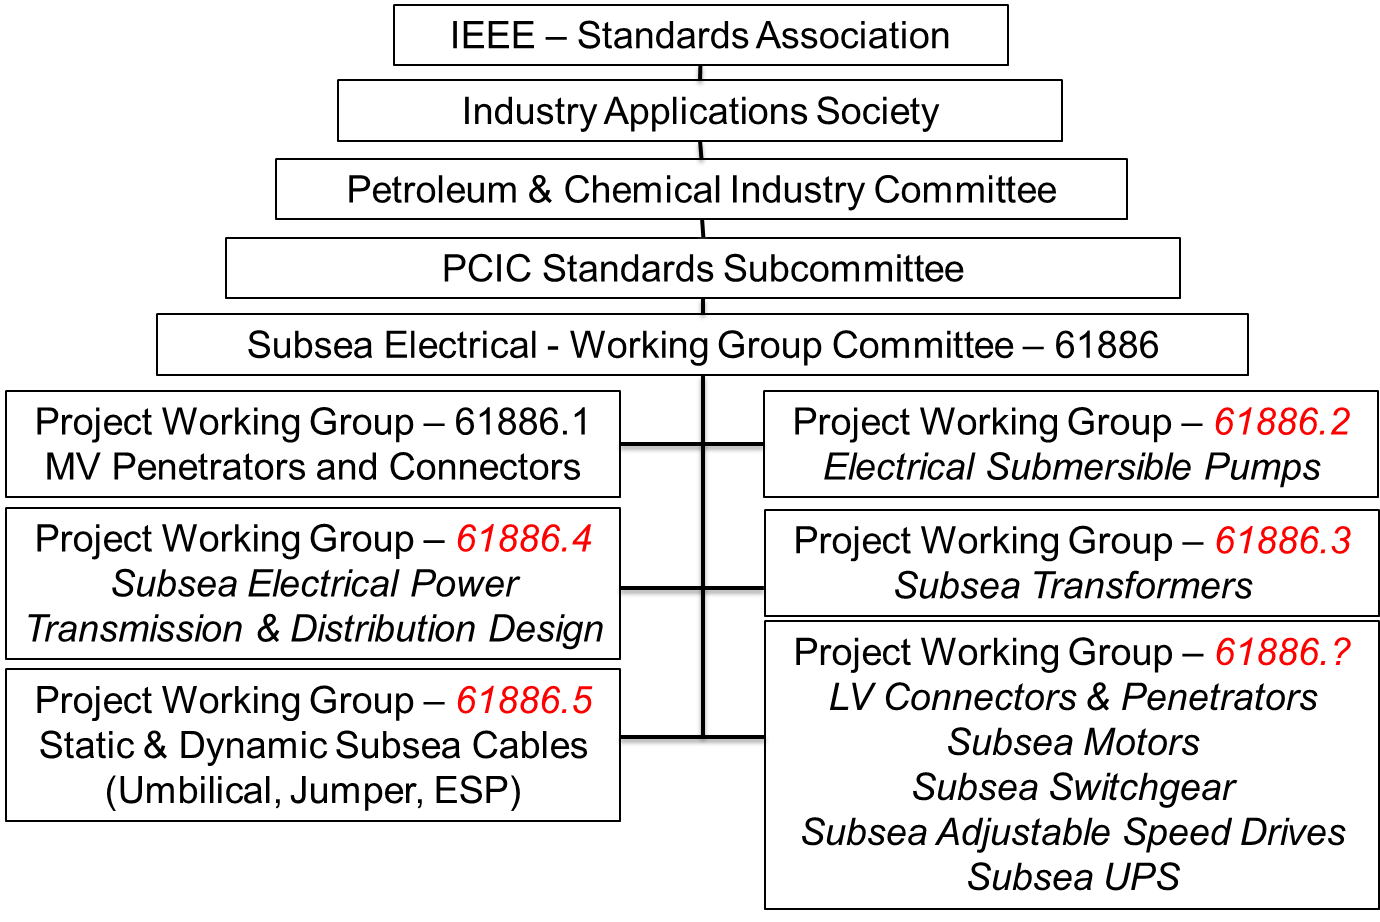 IEEE – Standards Association
Industry Applications Society
Petroleum & Chemical Industry Committee
PCIC Standards Subcommittee
Subsea Electrical - Working Group Committee – 61886
Project Working Group – 61886.1
MV Penetrators and Connectors
Project Working Group – 61886.2
Electrical Submersible Pumps
Project Working Group – 61886.4
Subsea Electrical Power
Transmission & Distribution Design
Project Working Group – 61886.3
Subsea Transformers
Project Working Group – 61886.5
Static & Dynamic Subsea Cables
(Umbilical, Jumper, ESP)
Project Working Group – 61886.?
LV Connectors & Penetrators
Subsea Motors
Subsea Switchgear
Subsea Adjustable Speed Drives
Subsea UPS